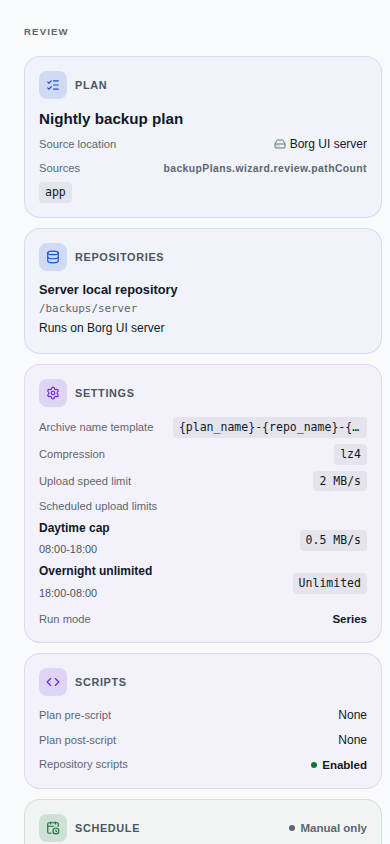 REVIEW
PLAN
Nightly backup plan
Source location Borg UI server
Sources backupPlans.wizard.review.pathCount
app
REPOSITORIES
Server local repository
/backups/server
Runs on Borg UI server
SETTINGS
Archive name template {plan_name}-{repo_name}-{…
Compression lz4
Upload speed limit 2 MB/s
Scheduled upload limits
Daytime cap
08:00-18:00 0.5 MB/s
Overnight unlimited
18:00-08:00 Unlimited
Run mode Series
SCRIPTS
Plan pre-script None
Plan post-script None
Repository scripts Enabled
SCHEDULE Manual only